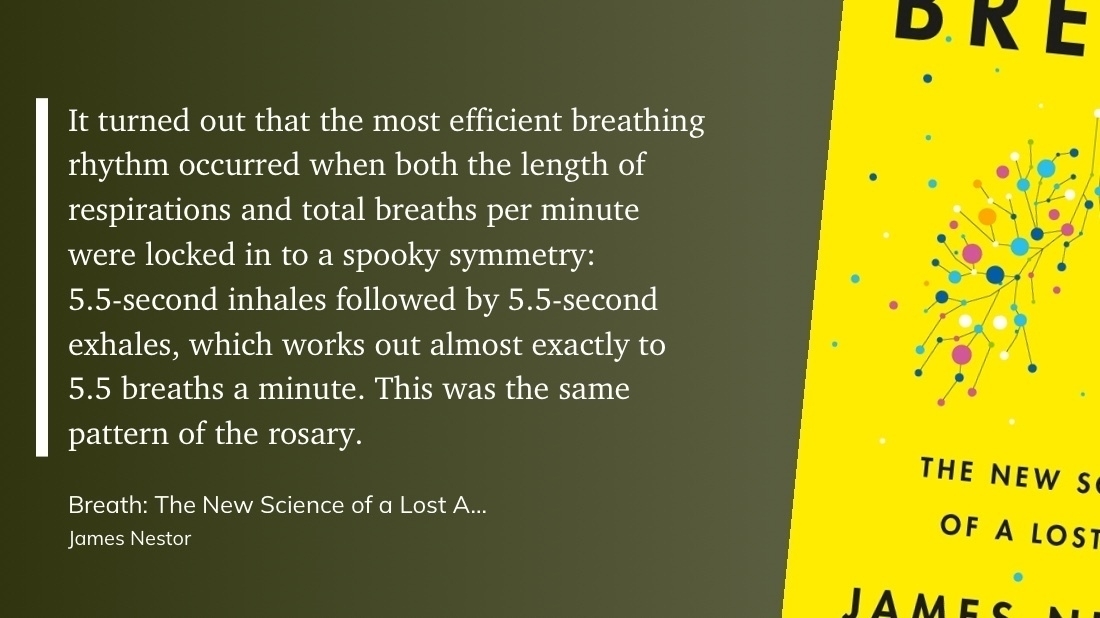 It turned out that the most efficient breathing
rhythm occurred when both the length of
respirations and total breaths per minute
were locked in to a spooky symmetry:
5.5-second inhales followed by 5.5-second
exhales, which works out almost exactly to
5.5 breaths a minute. This was the same
pattern of the rosary.
Breath: The New Science of a Lost A...
James Nestor
BRE
THE NEW SC
OF A LOST
JAMES NE